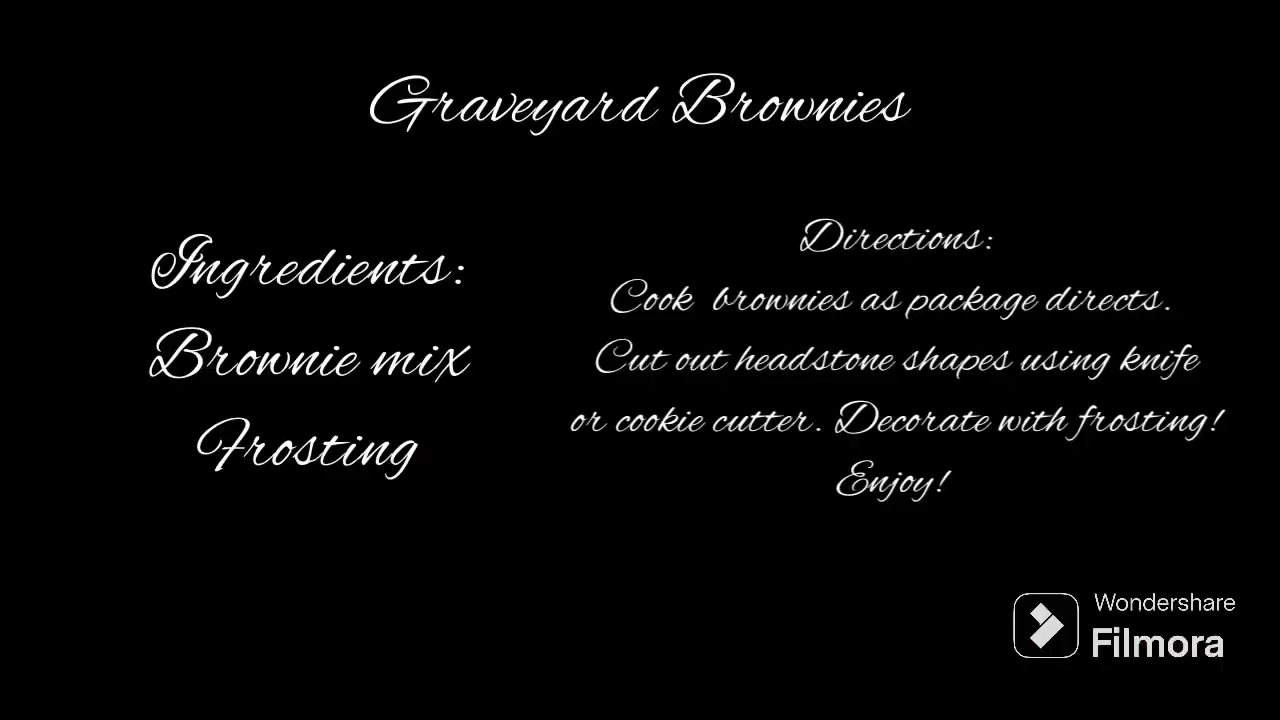 Graveyard Brownies
Ingredients:
Brownie mix
Frosting
Directions:
Cook brownies as package directs.
Cut out headstone shapes using knife
or cookie cutter. Decorate with frosting!
Enjoy!
Wondershare
Filmora